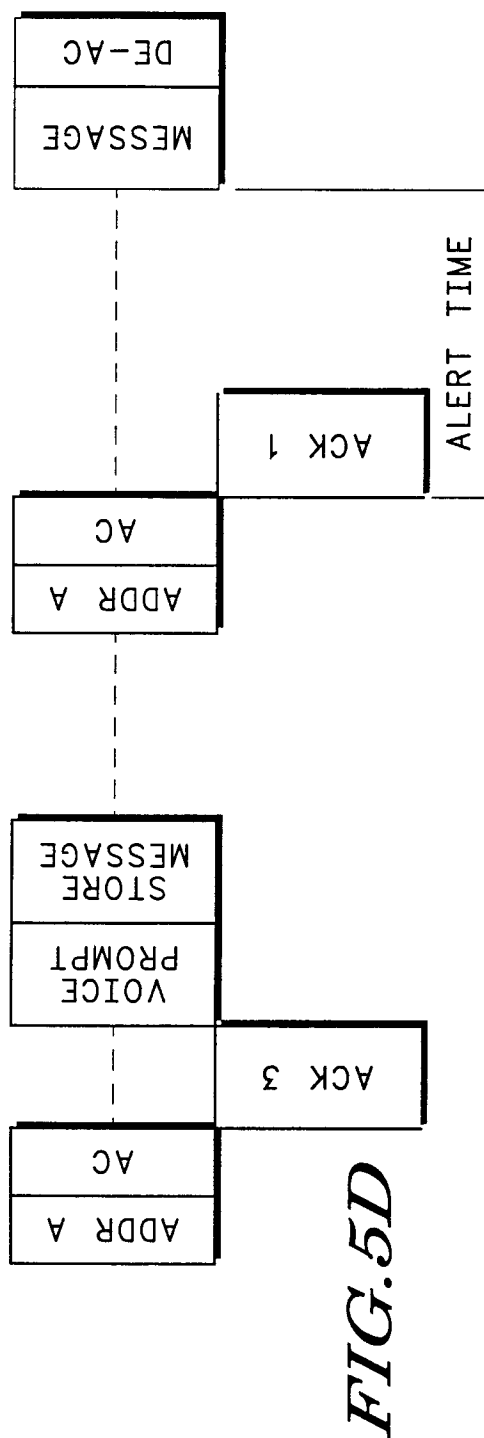 ADDR A
AC
ACK 3
VOICE
PROMPT
STORE
MESSAGE
ADDR A
AC
ACK 1
ALERT TIME
MESSAGE
DE-AC
FIG.5D